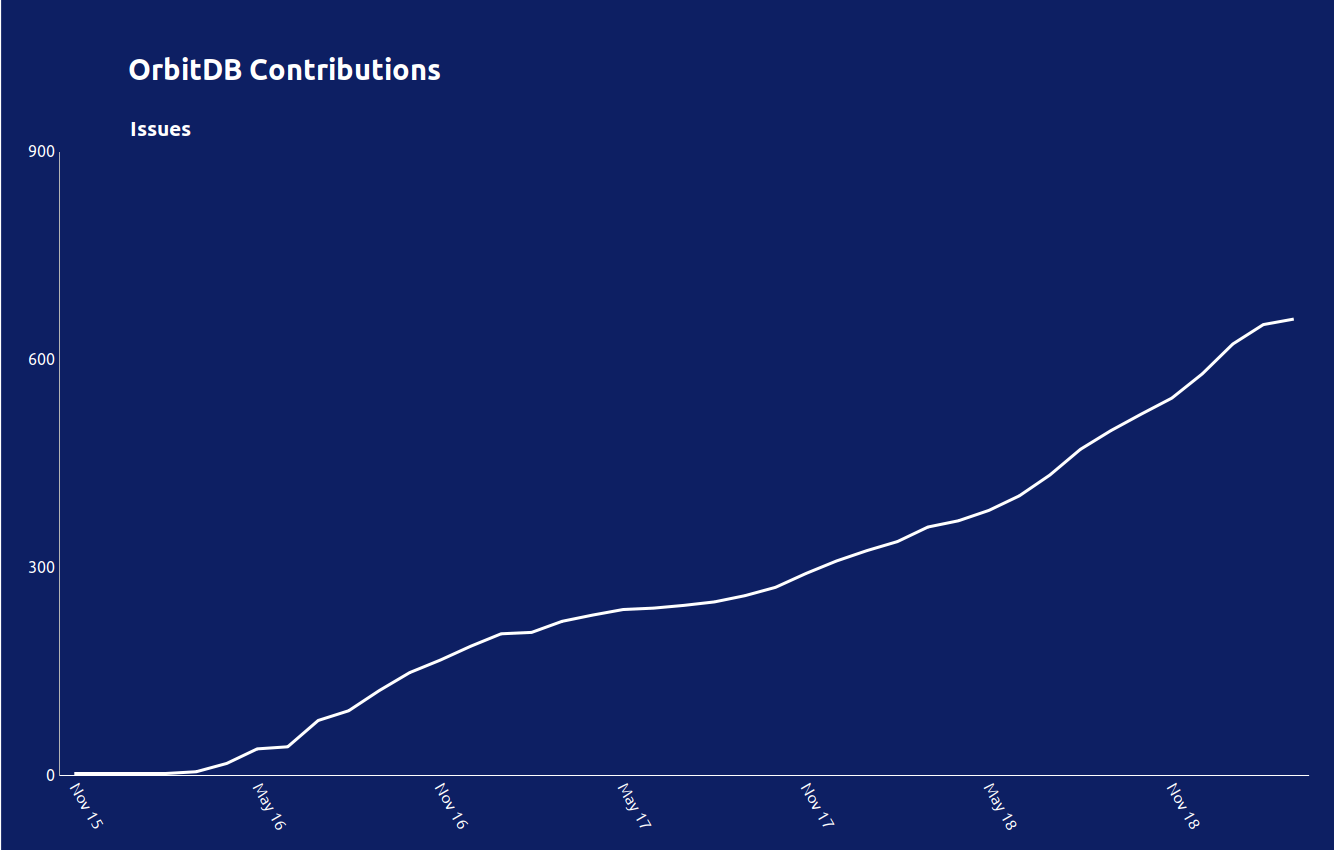 OrbitDB Contributions
Issues
900
600
300
0
Nov 15
May 16
Nov 16
May 17
Nov 17
May 18
Nov 18